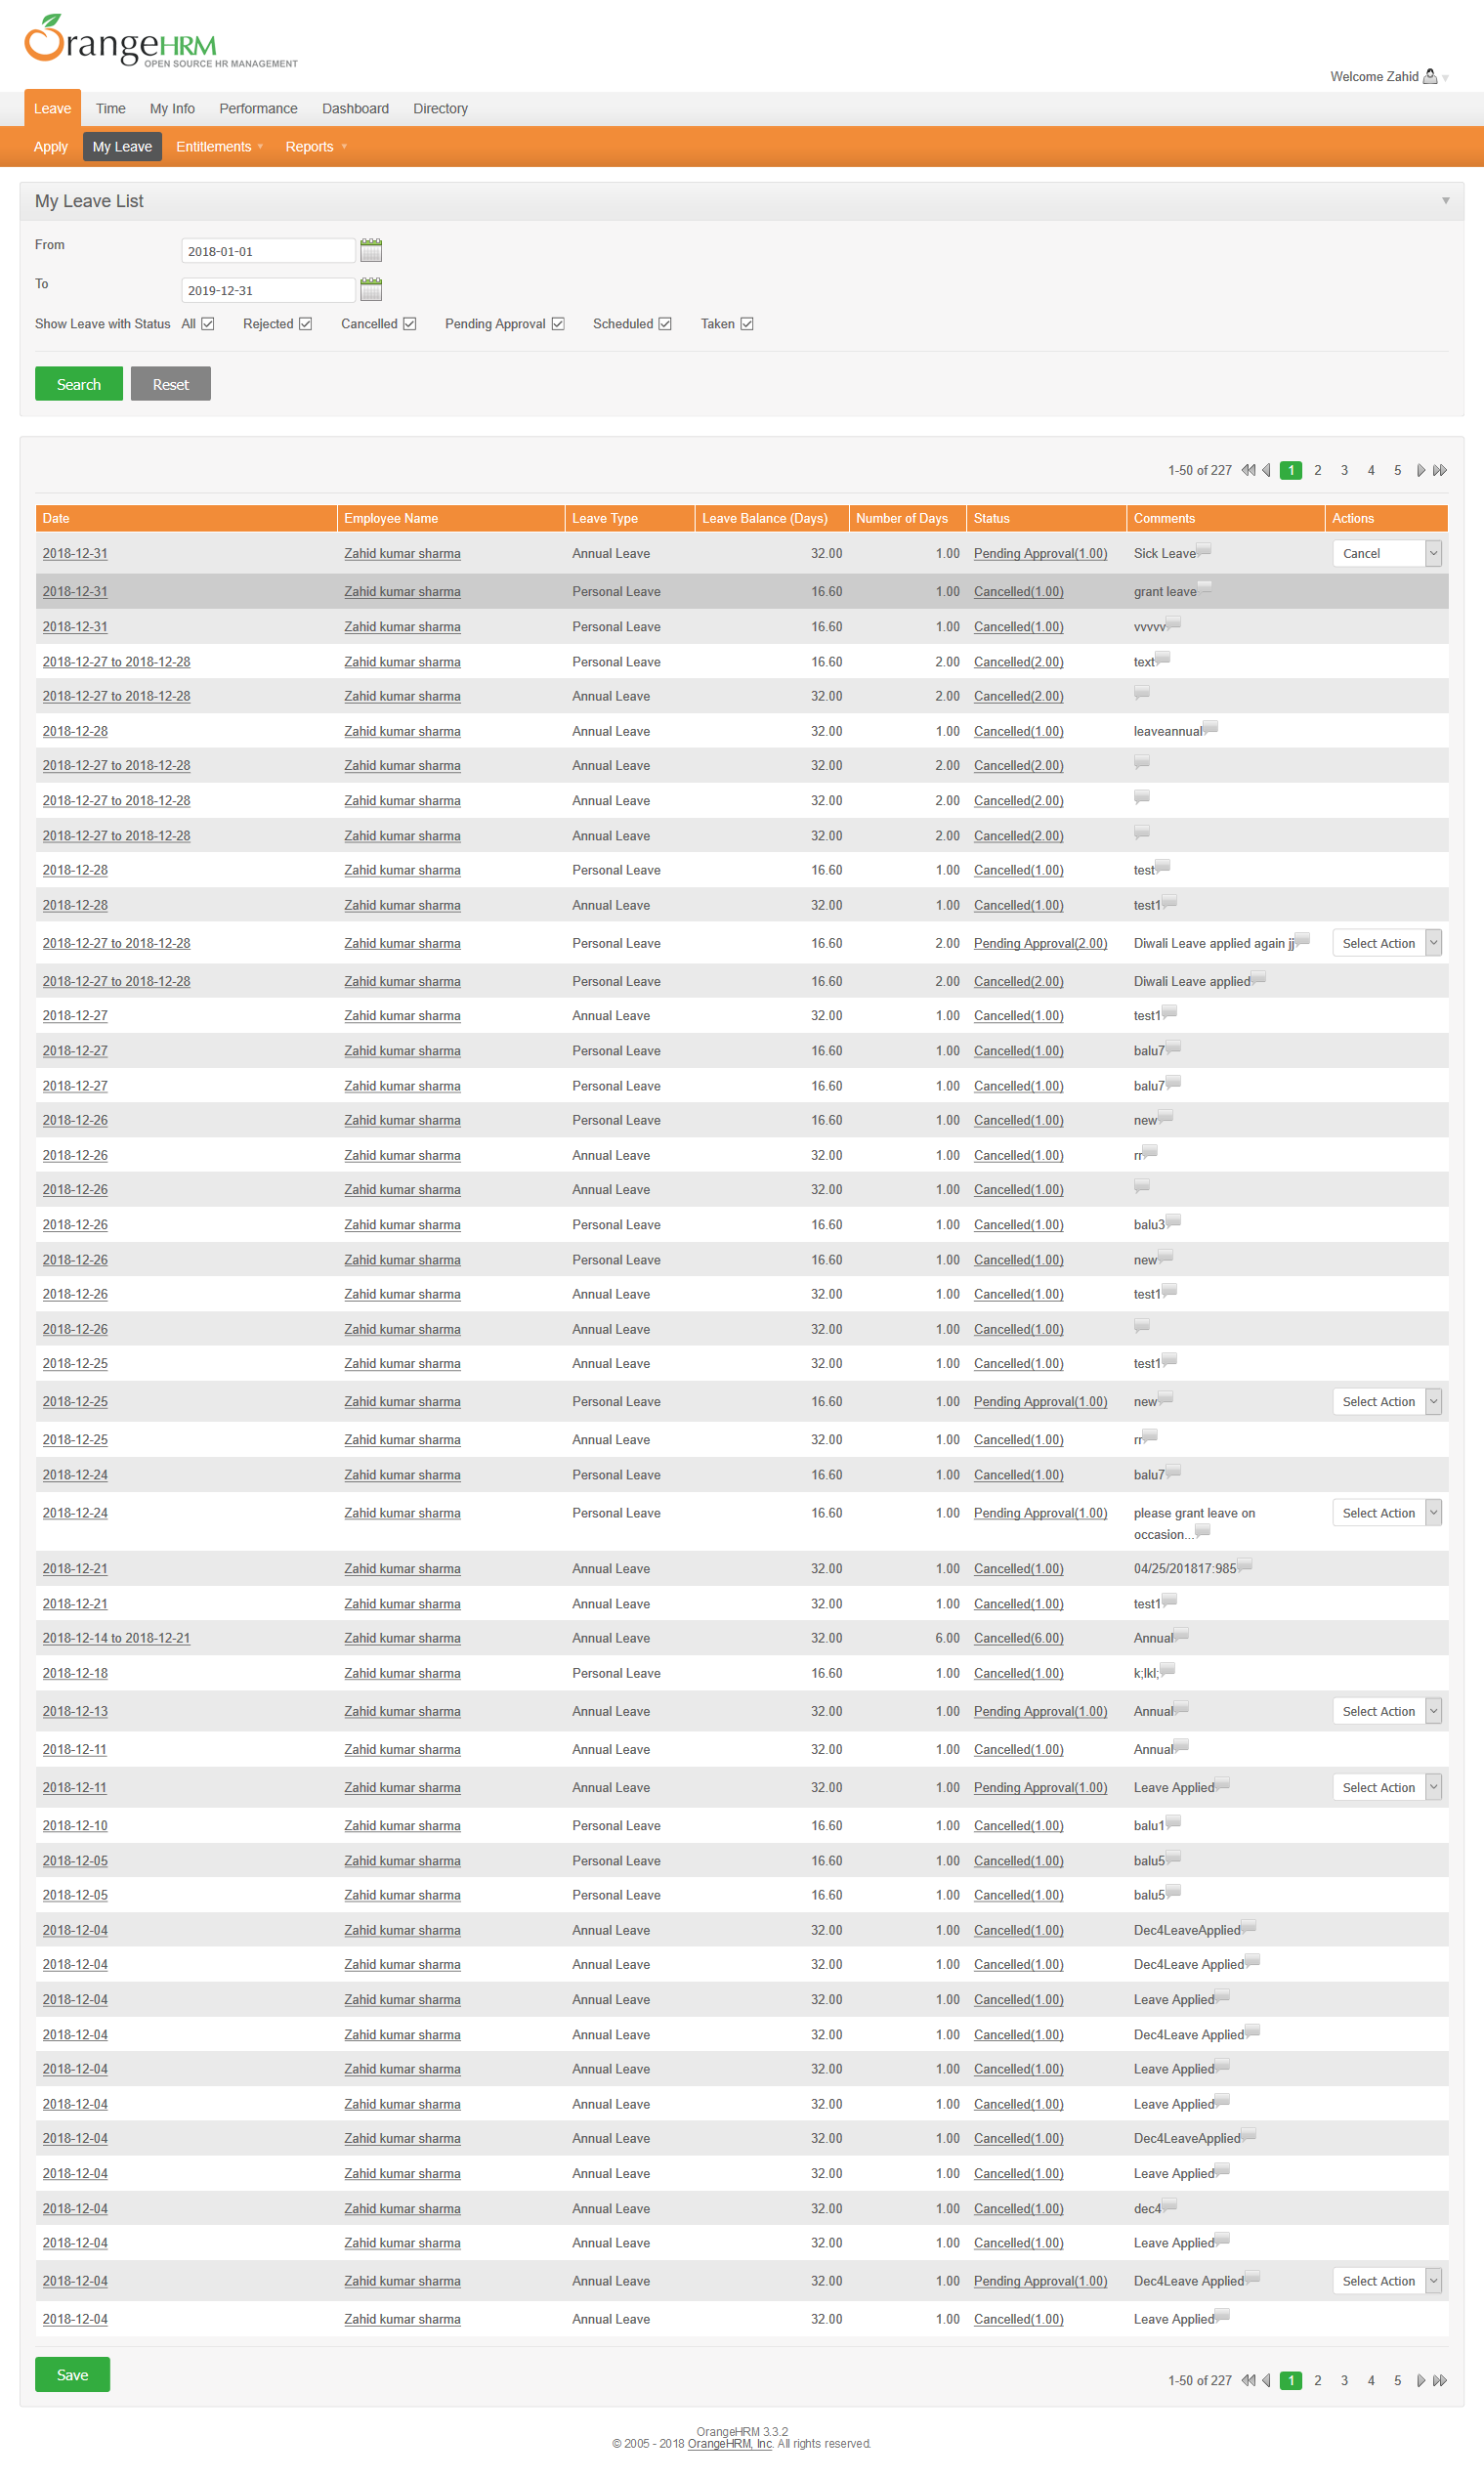 OrangeHRM
OPEN SOURCE HR MANAGEMENT
Welcome Zahid
Leave Time My Info Performance Dashboard Directory
Apply My Leave Entitlements Reports
My Leave List
From 2018-01-01
To 2019-12-31
Show Leave with Status All Rejected Cancelled Pending Approval Scheduled Taken
Search Reset
1-50 of 227 1 2 3 4 5
Date Employee Name Leave Type Leave Balance (Days) Number of Days Status Comments Actions
2018-12-31 Zahid kumar sharma Annual Leave 32.00 1.00 Pending Approval(1.00) Sick Leave Cancel
2018-12-31 Zahid kumar sharma Personal Leave 16.60 1.00 Cancelled(1.00) grant leave
2018-12-31 Zahid kumar sharma Personal Leave 16.60 1.00 Cancelled(1.00) vvvvv
2018-12-27 to 2018-12-28 Zahid kumar sharma Personal Leave 16.60 2.00 Cancelled(2.00) text
2018-12-27 to 2018-12-28 Zahid kumar sharma Annual Leave 32.00 2.00 Cancelled(2.00)
2018-12-28 Zahid kumar sharma Annual Leave 32.00 1.00 Cancelled(1.00) leaveannual
2018-12-27 to 2018-12-28 Zahid kumar sharma Annual Leave 32.00 2.00 Cancelled(2.00)
2018-12-27 to 2018-12-28 Zahid kumar sharma Annual Leave 32.00 2.00 Cancelled(2.00)
2018-12-27 to 2018-12-28 Zahid kumar sharma Annual Leave 32.00 2.00 Cancelled(2.00)
2018-12-28 Zahid kumar sharma Personal Leave 16.60 1.00 Cancelled(1.00) test
2018-12-28 Zahid kumar sharma Annual Leave 32.00 1.00 Cancelled(1.00) test1
2018-12-27 to 2018-12-28 Zahid kumar sharma Personal Leave 16.60 2.00 Pending Approval(2.00) Diwali Leave applied again jj Select Action
2018-12-27 to 2018-12-28 Zahid kumar sharma Personal Leave 16.60 2.00 Cancelled(2.00) Diwali Leave applied
2018-12-27 Zahid kumar sharma Annual Leave 32.00 1.00 Cancelled(1.00) test1
2018-12-27 Zahid kumar sharma Personal Leave 16.60 1.00 Cancelled(1.00) balu7
2018-12-27 Zahid kumar sharma Personal Leave 16.60 1.00 Cancelled(1.00) balu7
2018-12-26 Zahid kumar sharma Personal Leave 16.60 1.00 Cancelled(1.00) new
2018-12-26 Zahid kumar sharma Annual Leave 32.00 1.00 Cancelled(1.00) rr
2018-12-26 Zahid kumar sharma Annual Leave 32.00 1.00 Cancelled(1.00)
2018-12-26 Zahid kumar sharma Personal Leave 16.60 1.00 Cancelled(1.00) balu3
2018-12-26 Zahid kumar sharma Personal Leave 16.60 1.00 Cancelled(1.00) new
2018-12-26 Zahid kumar sharma Annual Leave 32.00 1.00 Cancelled(1.00) test1
2018-12-26 Zahid kumar sharma Annual Leave 32.00 1.00 Cancelled(1.00)
2018-12-25 Zahid kumar sharma Annual Leave 32.00 1.00 Cancelled(1.00) test1
2018-12-25 Zahid kumar sharma Personal Leave 16.60 1.00 Pending Approval(1.00) new Select Action
2018-12-25 Zahid kumar sharma Annual Leave 32.00 1.00 Cancelled(1.00) rr
2018-12-24 Zahid kumar sharma Personal Leave 16.60 1.00 Cancelled(1.00) balu7
2018-12-24 Zahid kumar sharma Personal Leave 16.60 1.00 Pending Approval(1.00) please grant leave on Select Action
occasion...
2018-12-21 Zahid kumar sharma Annual Leave 32.00 1.00 Cancelled(1.00) 04/25/201817:985
2018-12-21 Zahid kumar sharma Annual Leave 32.00 1.00 Cancelled(1.00) test1
2018-12-14 to 2018-12-21 Zahid kumar sharma Annual Leave 32.00 6.00 Cancelled(6.00) Annual
2018-12-18 Zahid kumar sharma Personal Leave 16.60 1.00 Cancelled(1.00) k;lkl;
2018-12-13 Zahid kumar sharma Annual Leave 32.00 1.00 Pending Approval(1.00) Annual Select Action
2018-12-11 Zahid kumar sharma Annual Leave 32.00 1.00 Cancelled(1.00) Annual
2018-12-11 Zahid kumar sharma Annual Leave 32.00 1.00 Pending Approval(1.00) Leave Applied Select Action
2018-12-10 Zahid kumar sharma Personal Leave 16.60 1.00 Cancelled(1.00) balu1
2018-12-05 Zahid kumar sharma Personal Leave 16.60 1.00 Cancelled(1.00) balu5
2018-12-05 Zahid kumar sharma Personal Leave 16.60 1.00 Cancelled(1.00) balu5
2018-12-04 Zahid kumar sharma Annual Leave 32.00 1.00 Cancelled(1.00) Dec4LeaveApplied
2018-12-04 Zahid kumar sharma Annual Leave 32.00 1.00 Cancelled(1.00) Dec4Leave Applied
2018-12-04 Zahid kumar sharma Annual Leave 32.00 1.00 Cancelled(1.00) Leave Applied
2018-12-04 Zahid kumar sharma Annual Leave 32.00 1.00 Cancelled(1.00) Dec4Leave Applied
2018-12-04 Zahid kumar sharma Annual Leave 32.00 1.00 Cancelled(1.00) Leave Applied
2018-12-04 Zahid kumar sharma Annual Leave 32.00 1.00 Cancelled(1.00) Leave Applied
2018-12-04 Zahid kumar sharma Annual Leave 32.00 1.00 Cancelled(1.00) Dec4LeaveApplied
2018-12-04 Zahid kumar sharma Annual Leave 32.00 1.00 Cancelled(1.00) Leave Applied
2018-12-04 Zahid kumar sharma Annual Leave 32.00 1.00 Cancelled(1.00) dec4
2018-12-04 Zahid kumar sharma Annual Leave 32.00 1.00 Cancelled(1.00) Leave Applied
2018-12-04 Zahid kumar sharma Annual Leave 32.00 1.00 Pending Approval(1.00) Dec4Leave Applied Select Action
2018-12-04 Zahid kumar sharma Annual Leave 32.00 1.00 Cancelled(1.00) Leave Applied
Save 1-50 of 227 1 2 3 4 5
OrangeHRM 3.3.2
© 2005 - 2018 OrangeHRM, Inc. All rights reserved.